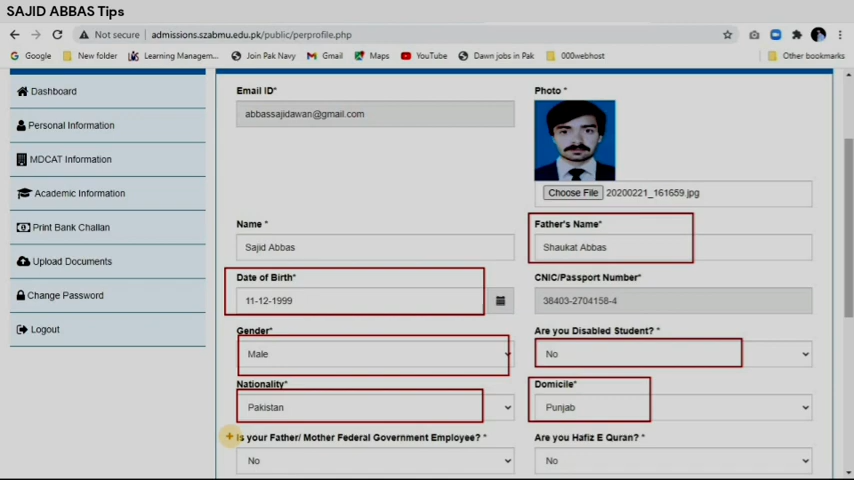 SAJID ABBAS Tips
Not secure | admissions.szabmu.edu.pk/public/perprofile.php
Google New folder Learning Managem... Join Pak Navy Gmail Maps YouTube Dawn jobs in Pak 000webhost Other bookmarks
Dashboard
Personal Information
MDCAT Information
Academic Information
Print Bank Challan
Upload Documents
Change Password
Logout
Email ID* Photo *
abbassajidawan@gmail.com
Choose File 20200221_161659.jpg
Name * Father's Name*
Sajid Abbas Shaukat Abbas
Date of Birth* CNIC/Passport Number*
11-12-1999 38403-2704158-4
Gender* Are you Disabled Student? *
Male No
Nationality* Domicile*
Pakistan Punjab
Is your Father/ Mother Federal Government Employee? * Are you Hafiz E Quran? *
No No